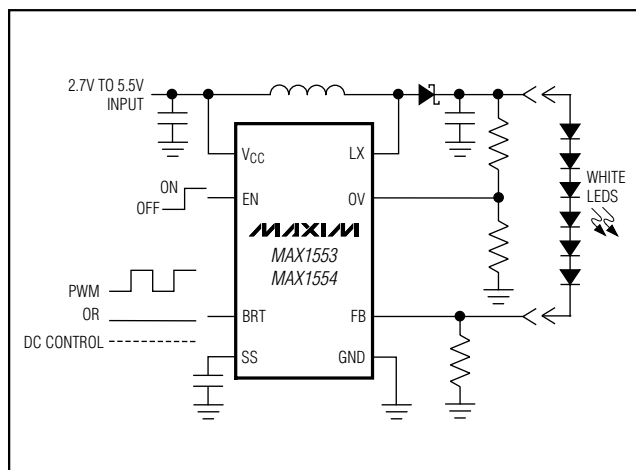 2.7V TO 5.5V
INPUT
VCC
LX
ON
OFF
EN
OV
WHITE
LEDS
MAXIM
MAX1553
MAX1554
PWM
OR
DC CONTROL
BRT
FB
SS
GND